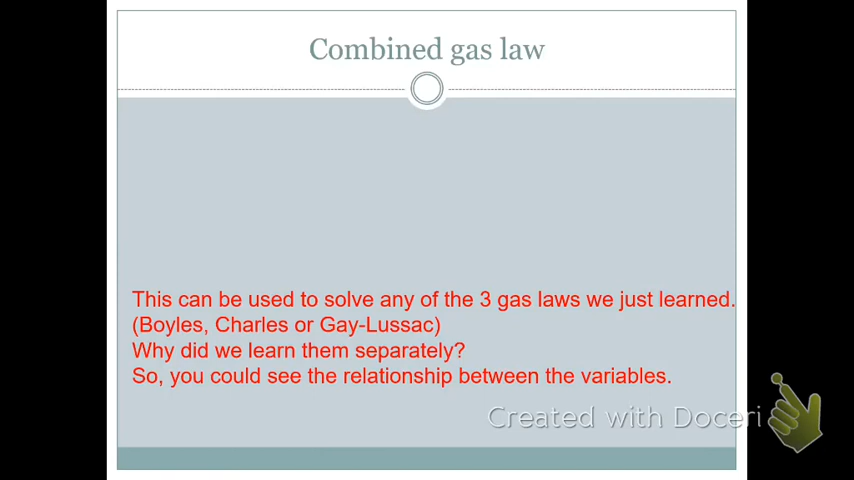 Combined gas law
This can be used to solve any of the 3 gas laws we just learned.
(Boyles, Charles or Gay-Lussac)
Why did we learn them separately?
So, you could see the relationship between the variables.
Created with Doceri